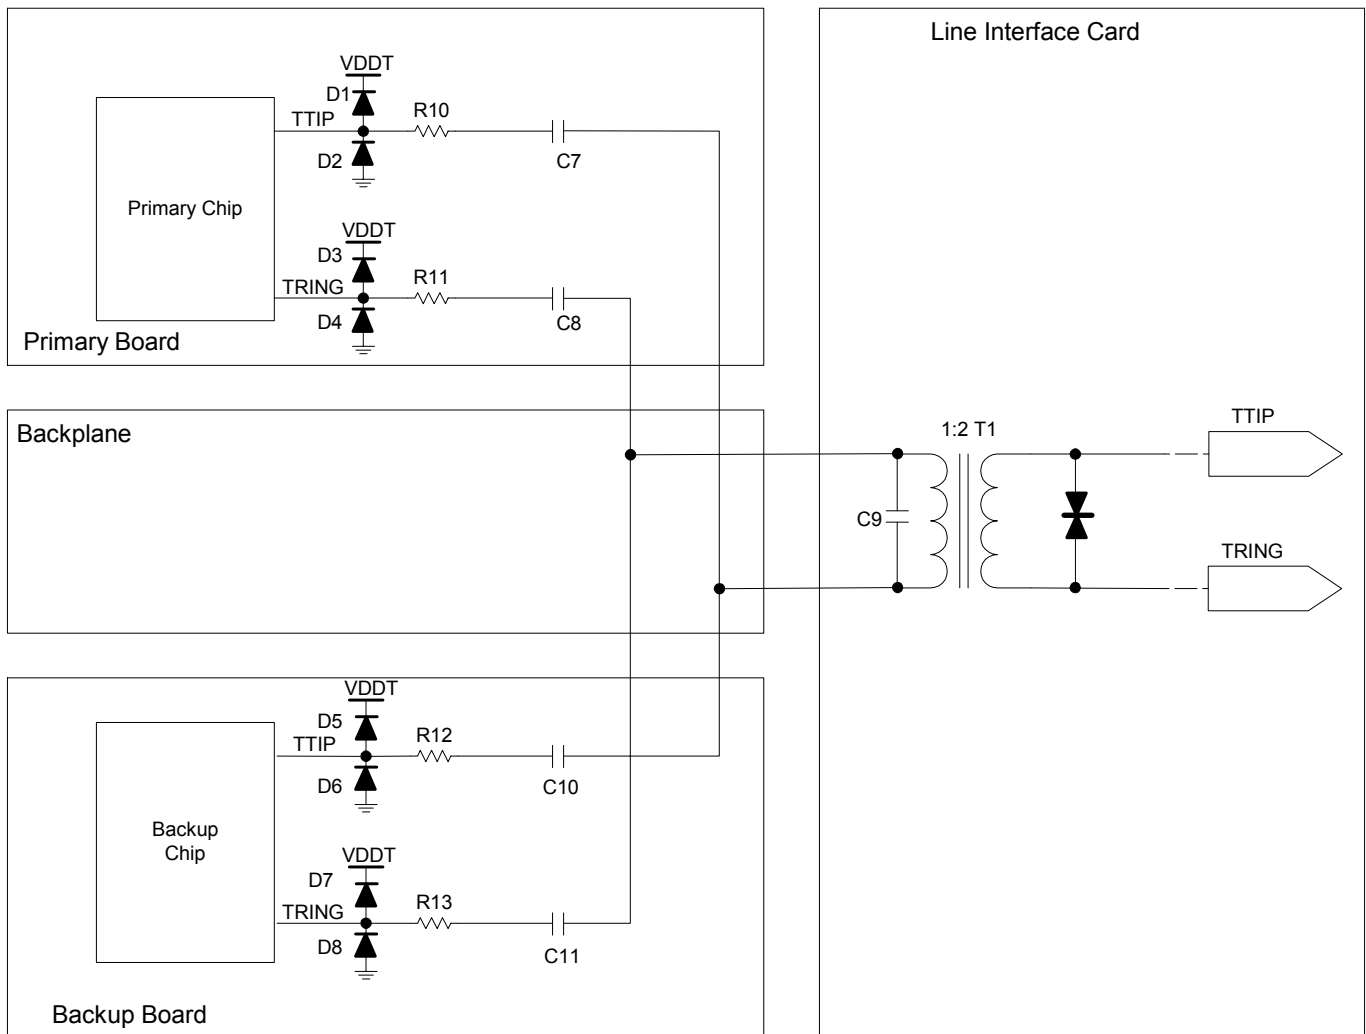 Line Interface Card
VDDT
D1
R10
TTIP
D2
C7
Primary Chip
VDDT
D3
R11
TRING
D4
C8
Primary Board
Backplane
1:2 T1
TTIP
C9
TRING
VDDT
D5
R12
TTIP
D6
C10
Backup
Chip
VDDT
D7
R13
TRING
D8
C11
Backup Board